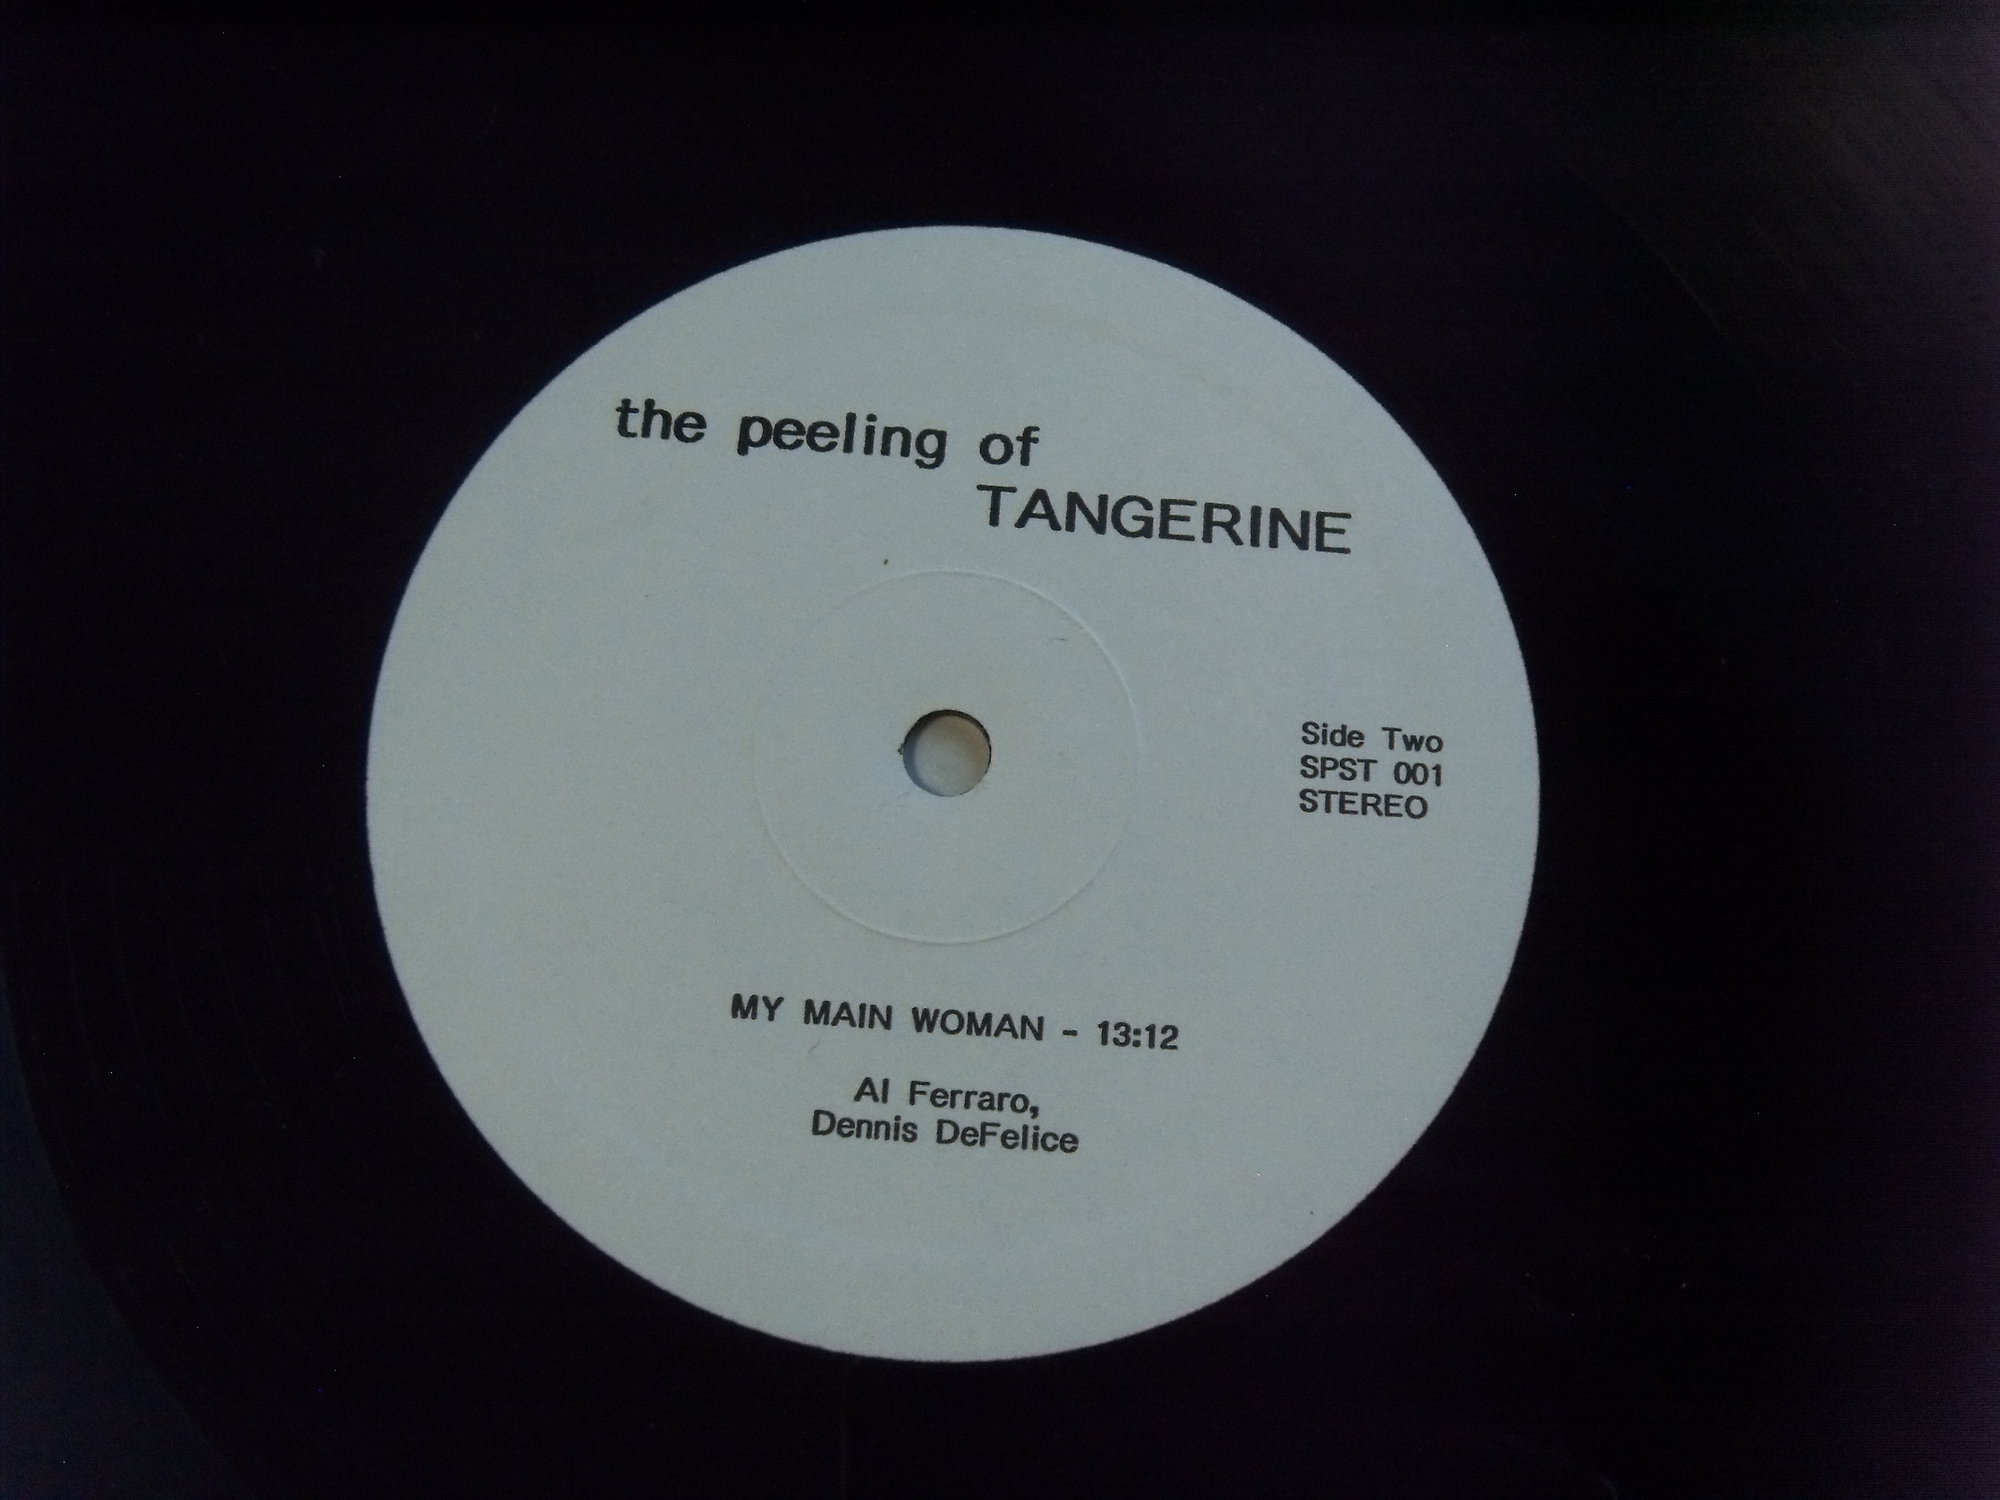 the peeling of
TANGERINE
Side Two
SPST 001
STEREO
MY MAIN WOMAN - 13:12
Al Ferraro,
Dennis DeFelice